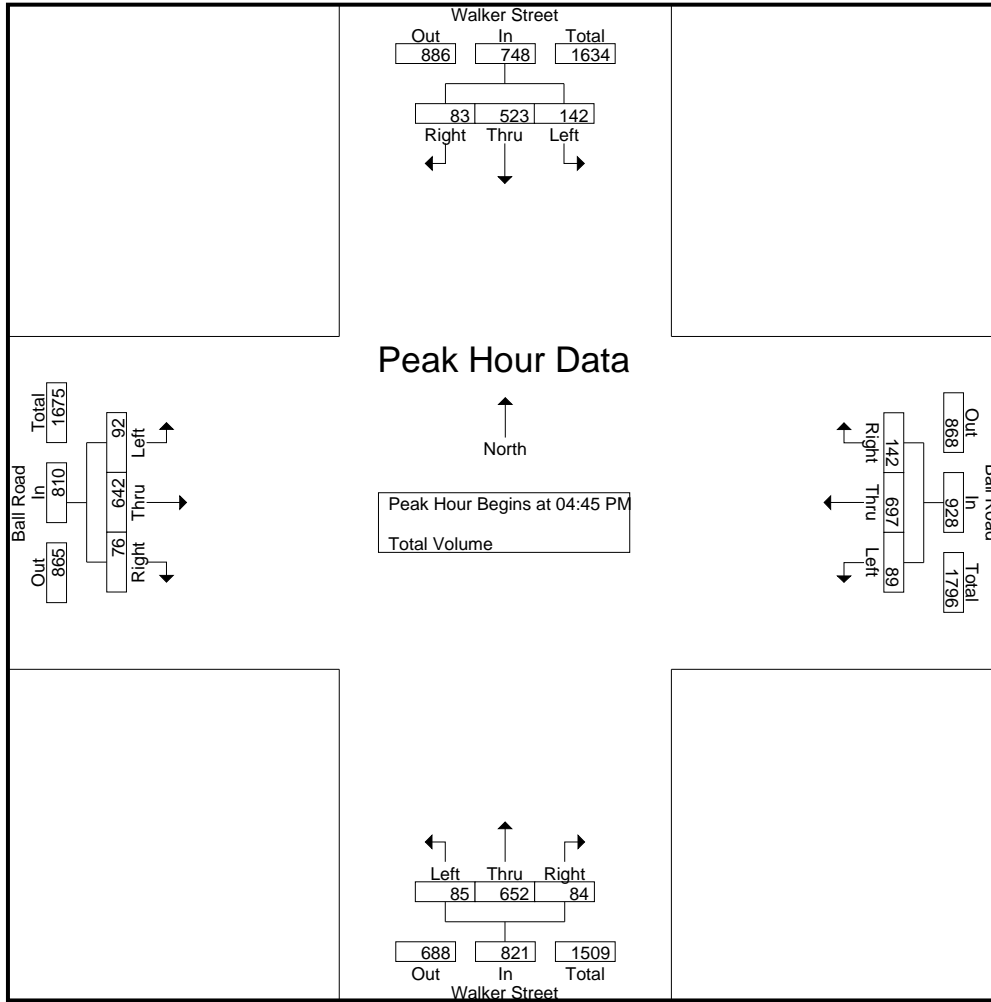 Walker Street
Out In Total
886 748 1634
83 523 142
Right Thru Left
Peak Hour Data
North
Peak Hour Begins at 04:45 PM
Total Volume
Ball Road
Out In Total
865 810 1675
Right Thru Left
76 642 92
Ball Road
Out In Total
868 928 1796
Right Thru Left
142 697 89
Left Thru Right
85 652 84
688 821 1509
Out In Total
Walker Street